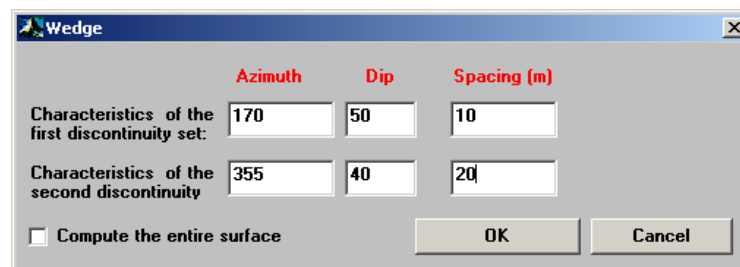 Wedge
Azimuth Dip Spacing (m)
Characteristics of the
first discontinuity set:
170 50 10
Characteristics of the
second discontinuity
355 40 20
Compute the entire surface
OK Cancel